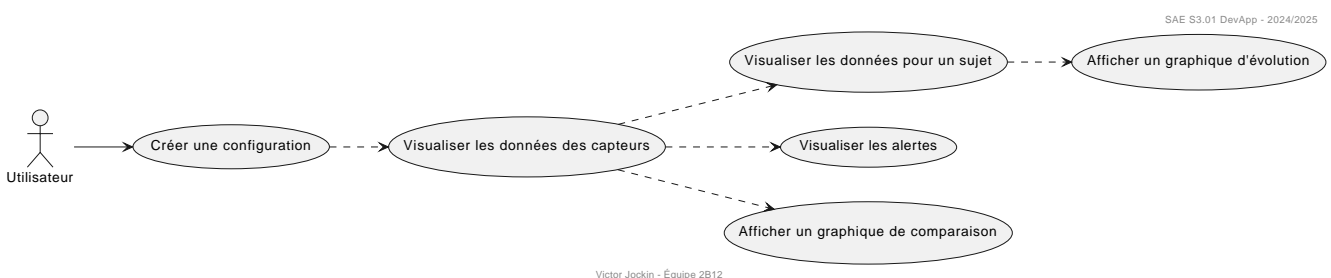 SAE S3.01 DevApp - 2024/2025
Visualiser les données pour un sujet
Afficher un graphique d'évolution
Utilisateur
Créer une configuration
Visualiser les données des capteurs
Visualiser les alertes
Afficher un graphique de comparaison
Victor Jockin - Équipe 2B12